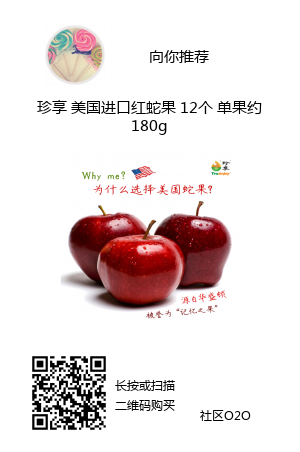 向你推荐
珍享 美国进口红蛇果 12个 单果约
180g
Why me?
珍享
为什么选择美国蛇果?
源自华盛顿
被誉为“记忆之果”
长按或扫描
二维码购买
社区O2O